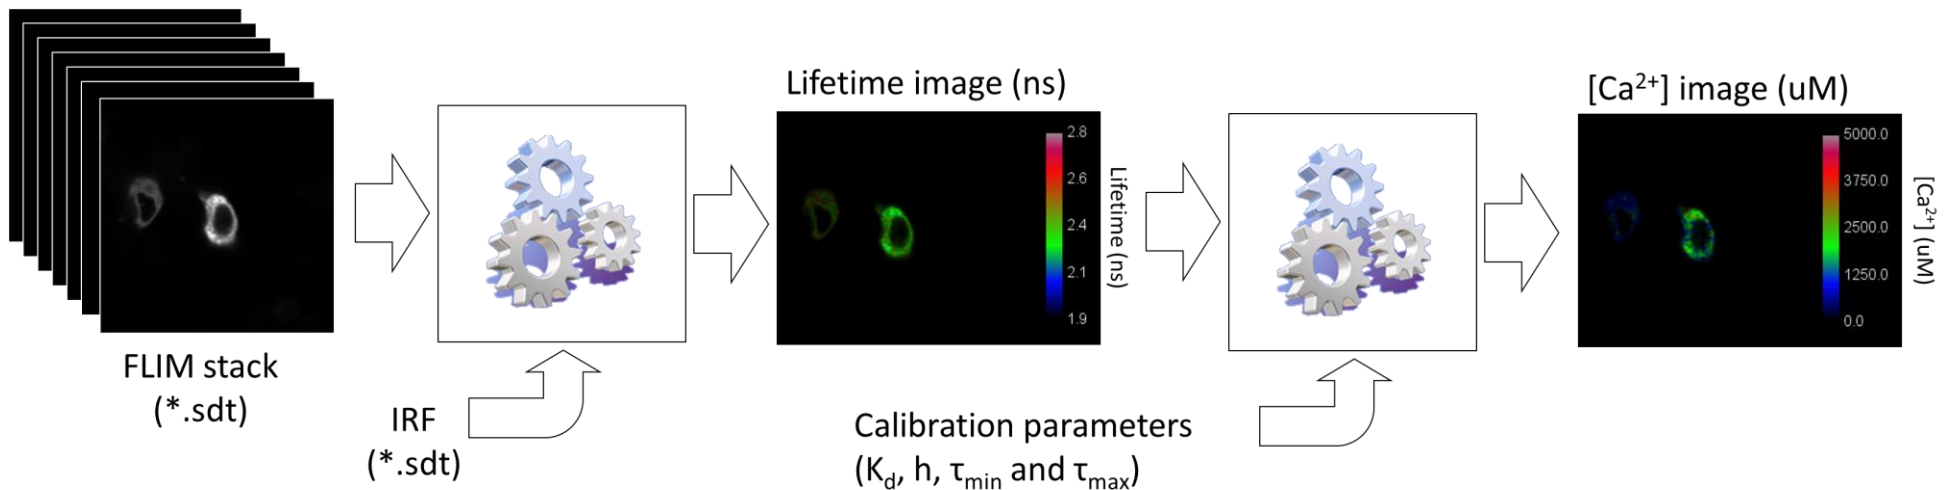 FLIM stack
(*.sdt)
IRF
(*.sdt)
Lifetime image (ns)
2.8
2.6
2.4
2.1
1.9
Lifetime (ns)
Calibration parameters
(Kd, h, τmin and τmax)
[Ca²⁺] image (uM)
5000.0
3750.0
2500.0
1250.0
0.0
[Ca²⁺] (uM)